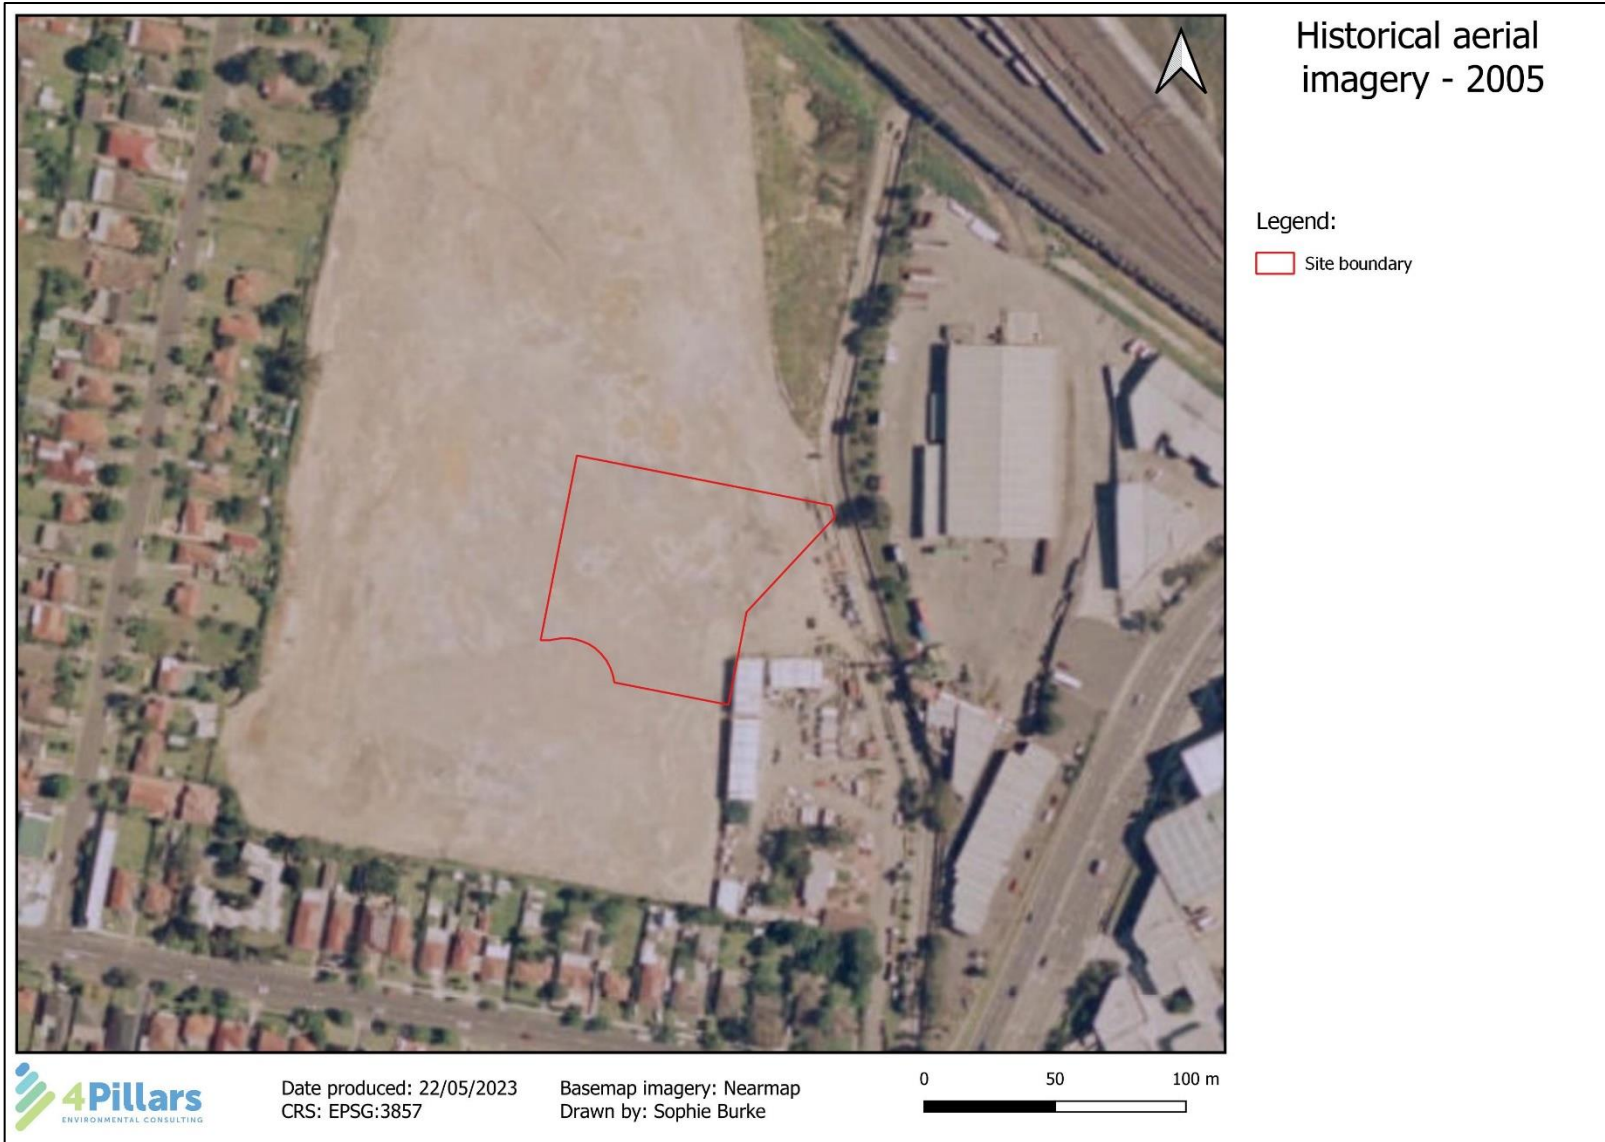 Historical aerial
imagery - 2005
Legend:
Site boundary
4Pillars
ENVIRONMENTAL CONSULTING
Date produced: 22/05/2023
CRS: EPSG:3857
Basemap imagery: Nearmap
Drawn by: Sophie Burke
0 50 100 m